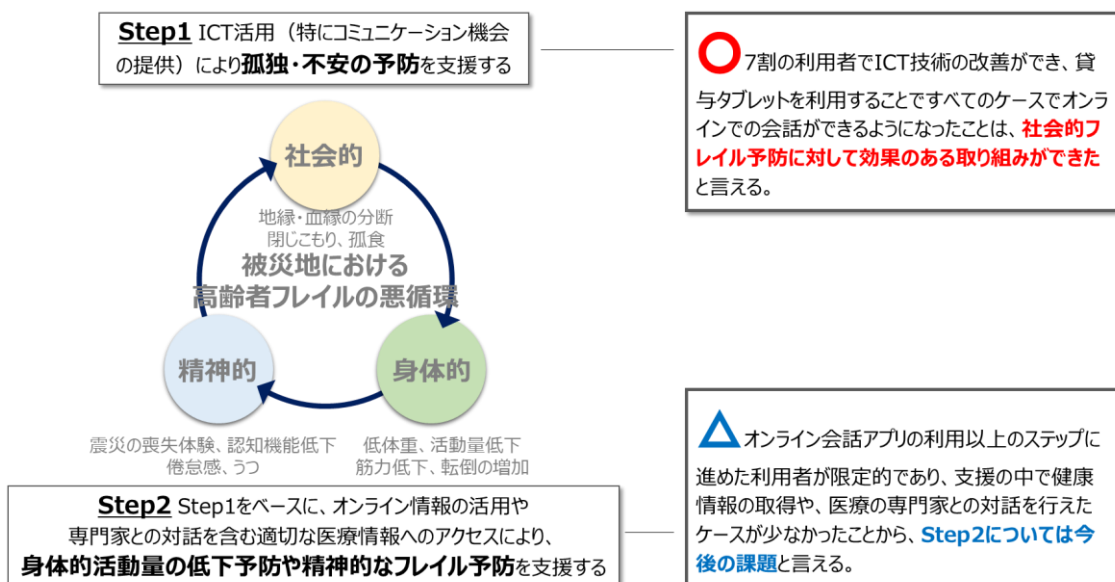 Step1 ICT活用（特にコミュニケーション機会
の提供）により孤独・不安の予防を支援する
7割の利用者でICT技術の改善ができ、貸
与タブレットを利用することですべてのケースでオンラ
インでの会話ができるようになったことは、社会的フ
レイル予防に対して効果のある取り組みができた
と言える。
社会的
地縁・血縁の分断
閉じこもり、孤食
被災地における
高齢者フレイルの悪循環
精神的
身体的
震災の喪失体験、認知機能低下
倦怠感、うつ
低体重、活動量低下
筋力低下、転倒の増加
Step2 Step1をベースに、オンライン情報の活用や
専門家との対話を含む適切な医療情報へのアクセスにより、
身体的活動量の低下予防や精神的なフレイル予防を支援する
オンライン会話アプリの利用以上のステップに
進めた利用者が限定的であり、支援の中で健康
情報の取得や、医療の専門家との対話を行えた
ケースが少なかったことから、Step2については今
後の課題と言える。